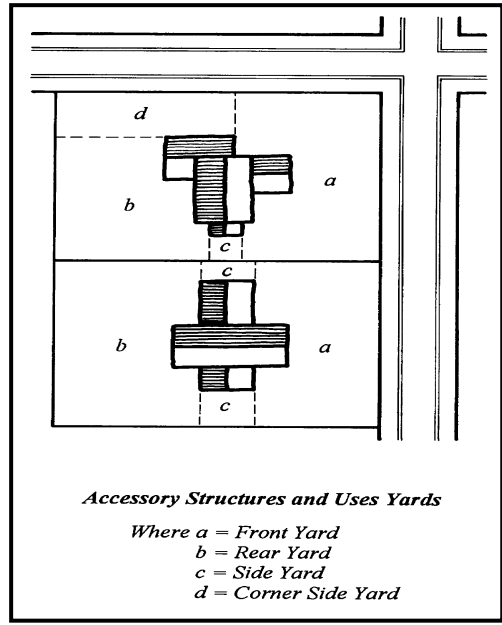 d
b
a
c
c
b
a
c
Accessory Structures and Uses Yards
Where a = Front Yard
b = Rear Yard
c = Side Yard
d = Corner Side Yard